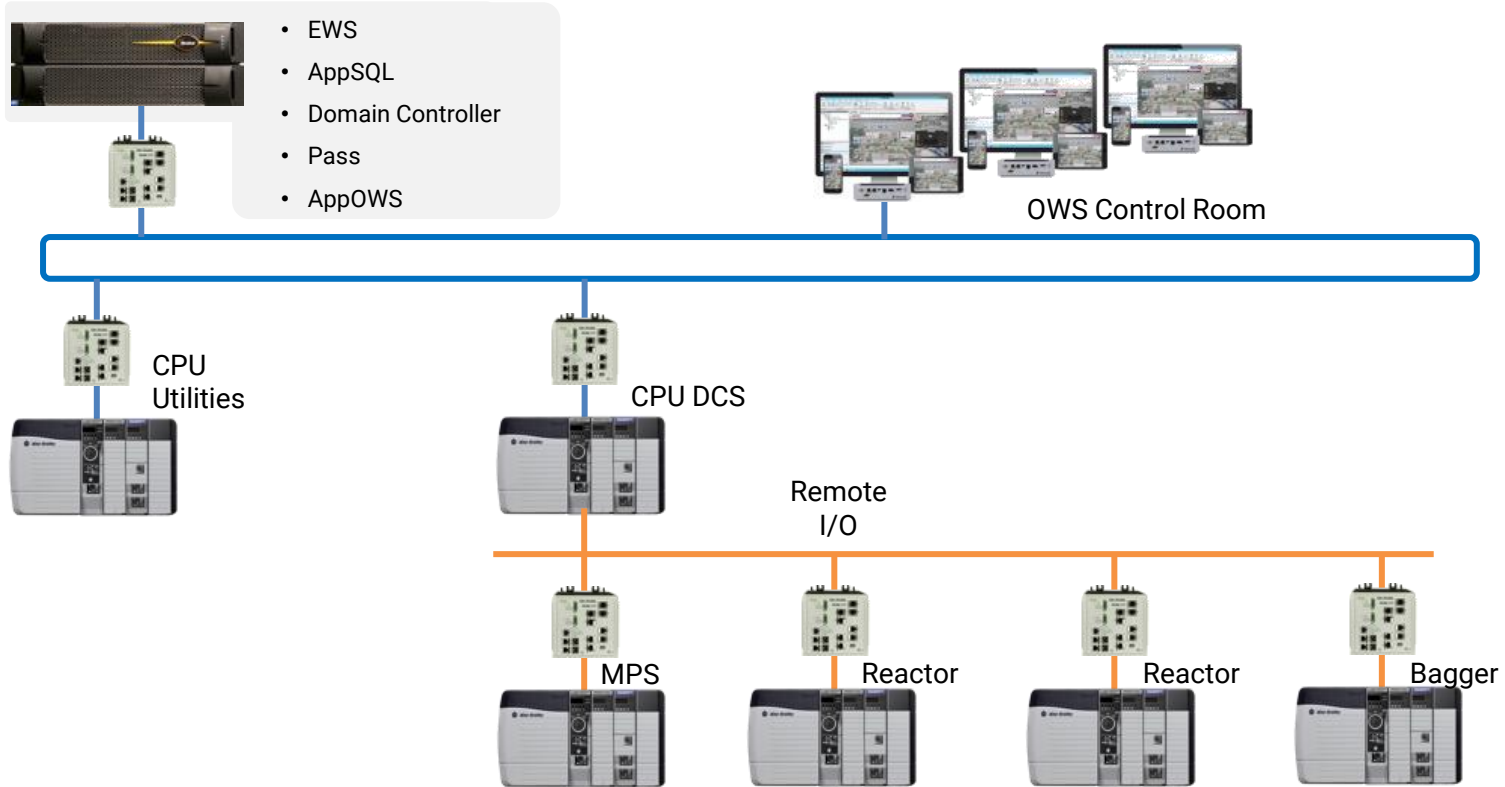 • EWS
• AppSQL
• Domain Controller
• Pass
• AppOWS
OWS Control Room
CPU
Utilities
CPU DCS
Remote
I/O
MPS
Reactor
Reactor
Bagger